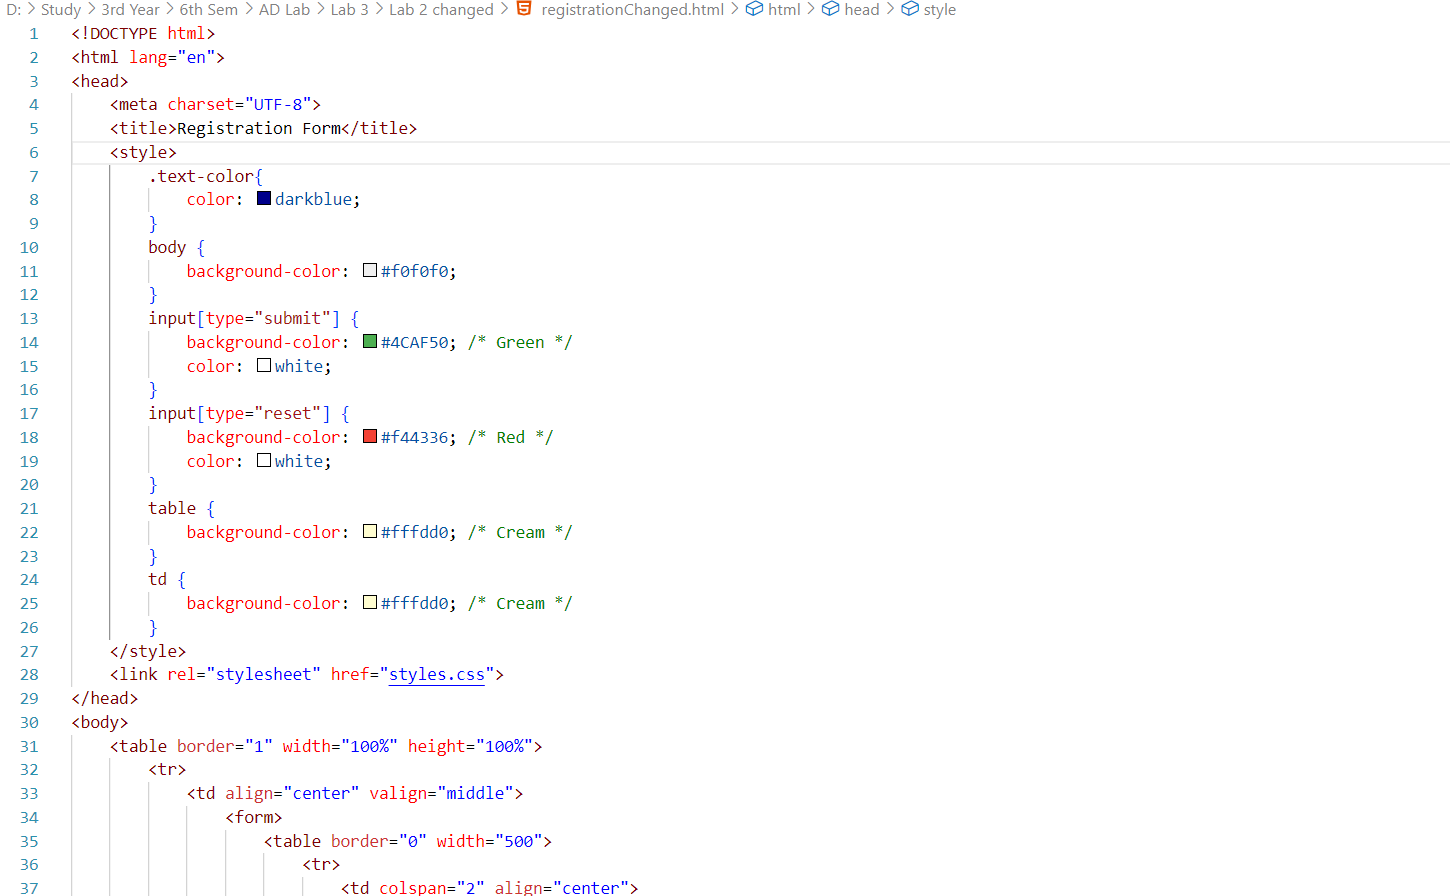 D: > Study > 3rd Year > 6th Sem > AD Lab > Lab 3 > Lab 2 changed > registrationChanged.html > html > head > style
1 <!DOCTYPE html>
2 <html lang="en">
3 <head>
4     <meta charset="UTF-8">
5     <title>Registration Form</title>
6     <style>
7         .text-color{
8             color: darkblue;
9         }
10         body {
11             background-color: #f0f0f0;
12         }
13         input[type="submit"] {
14             background-color: #4CAF50; /* Green */
15             color: white;
16         }
17         input[type="reset"] {
18             background-color: #f44336; /* Red */
19             color: white;
20         }
21         table {
22             background-color: #fffdd0; /* Cream */
23         }
24         td {
25             background-color: #fffdd0; /* Cream */
26         }
27     </style>
28     <link rel="stylesheet" href="styles.css">
29 </head>
30 <body>
31     <table border="1" width="100%" height="100%">
32         <tr>
33             <td align="center" valign="middle">
34                 <form>
35                     <table border="0" width="500">
36                         <tr>
37                             <td colspan="2" align="center">